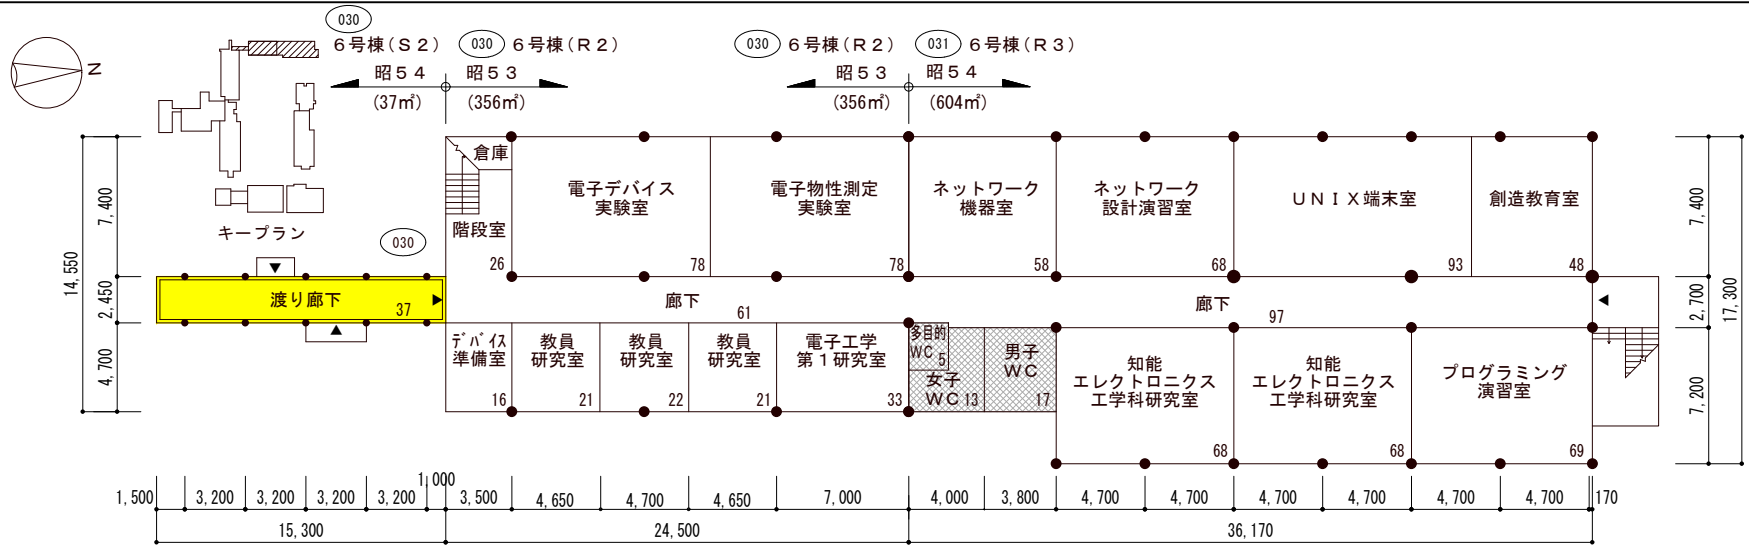 030
6号棟(S2)
030 6号棟(R2)
030 6号棟(R2)
031 6号棟(R3)
昭54
昭53
昭53
昭54
(37㎡)
(356㎡)
(356㎡)
(604㎡)
N
キープラン
030
倉庫
階段室
26
電子デバイス
実験室
78
電子物性測定
実験室
78
ネットワーク
機器室
58
ネットワーク
設計演習室
68
UNIX端末室
93
創造教育室
48
渡り廊下
37
廊下
61
廊下
97
デバイス
準備室
16
教員
研究室
21
教員
研究室
22
教員
研究室
21
電子工学
第1研究室
33
多目的
WC 5
女子
WC 13
男子
WC
17
知能
エレクトロニクス
工学科研究室
68
知能
エレクトロニクス
工学科研究室
68
プログラミング
演習室
69
14,550
7,400
2,450
4,700
7,400
2,700
7,200
17,300
1,500
3,200
3,200
3,200
3,200
1,000
3,500
4,650
4,700
4,650
7,000
4,000
3,800
4,700
4,700
4,700
4,700
4,700
4,700
170
15,300
24,500
36,170